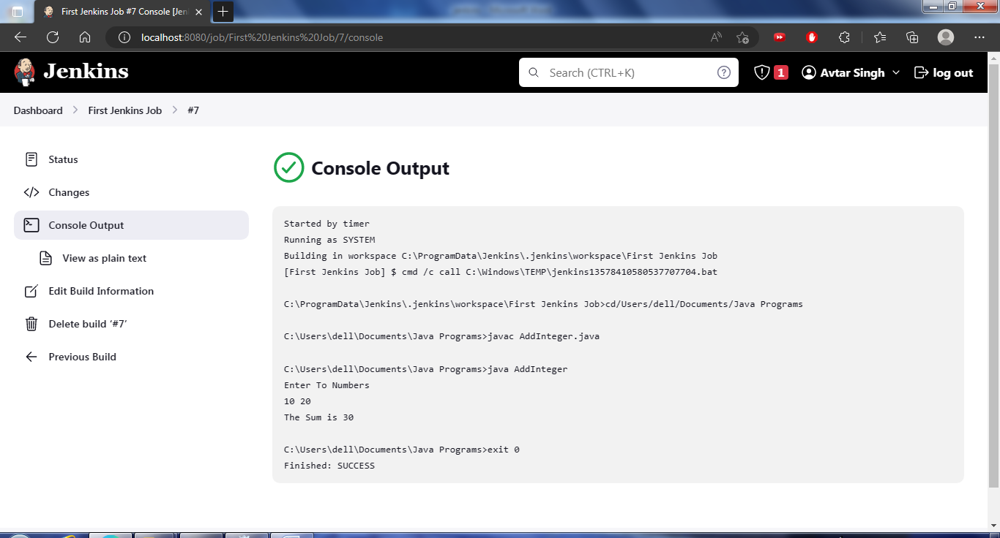 First Jenkins Job #7 Console [Jen
localhost:8080/job/First%20Jenkins%20Job/7/console
Jenkins
Search (CTRL+K)
1
Avtar Singh
log out
Dashboard > First Jenkins Job > #7
Status
Changes
Console Output
View as plain text
Edit Build Information
Delete build ‘#7’
Previous Build
Console Output
Started by timer
Running as SYSTEM
Building in workspace C:\ProgramData\Jenkins\.jenkins\workspace\First Jenkins Job
[First Jenkins Job] $ cmd /c call C:\Windows\TEMP\jenkins13578410580537707704.bat
C:\ProgramData\Jenkins\.jenkins\workspace\First Jenkins Job>cd/Users/dell/Documents/Java Programs
C:\Users\dell\Documents\Java Programs>javac AddInteger.java
C:\Users\dell\Documents\Java Programs>java AddInteger
Enter To Numbers
10 20
The Sum is 30
C:\Users\dell\Documents\Java Programs>exit 0
Finished: SUCCESS